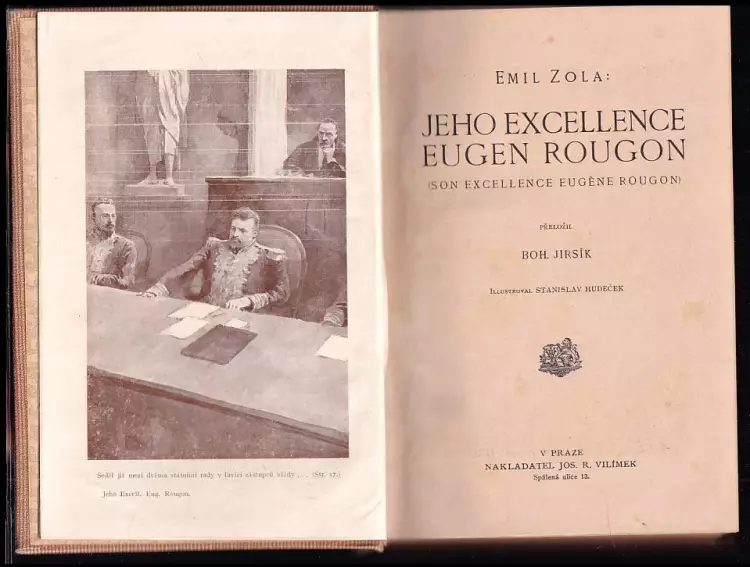 Seděl již mezi dvěma státními rady v lavici zástupců vlády ... (Str. 17.)
Jeho Excell. Eug. Rougon.
EMIL ZOLA:
JEHO EXCELLENCE
EUGEN ROUGON
(SON EXCELLENCE EUGÈNE ROUGON)
PŘELOŽIL
BOH. JIRSÍK
ILLUSTROVAL STANISLAV HUDEČEK
V PRAZE
NAKLADATEL JOS. R. VILÍMEK
Spálená ulice 13.